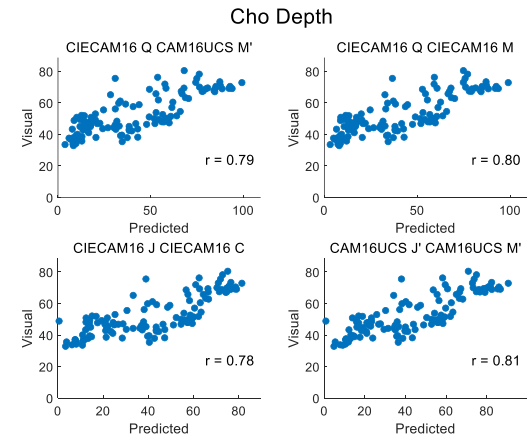 Cho Depth
CIECAM16 Q CAM16UCS M'
80
60
40
20
0
Visual
r = 0.79
0 50 100
Predicted
CIECAM16 Q CIECAM16 M
80
60
40
20
0
Visual
r = 0.80
0 50 100
Predicted
CIECAM16 J CIECAM16 C
80
60
40
20
0
Visual
r = 0.78
0 20 40 60 80
Predicted
CAM16UCS J' CAM16UCS M'
80
60
40
20
0
Visual
r = 0.81
0 20 40 60 80
Predicted